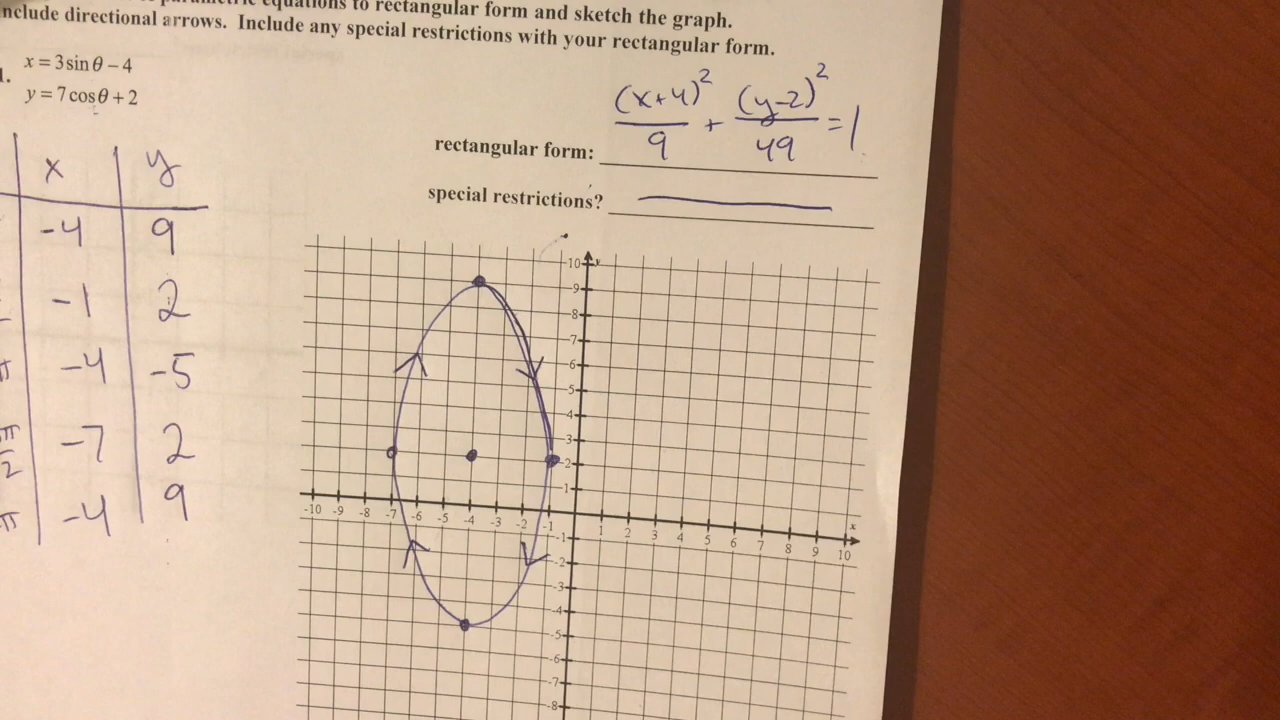 equations to rectangular form and sketch the graph.
nclude directional arrows. Include any special restrictions with your rectangular form.
1. x = 3 sin θ – 4
y = 7 cos θ + 2
(x+4)² / 9 + (y-2)² / 49 = 1
rectangular form:
special restrictions?
x y
-4 9
-1 2
-4 -5
π/2 -7 2
π -4 9
y
10
9
8
7
6
5
4
3
2
1
-10 -9 -8 -7 -6 -5 -4 -3 -2 -1 1 2 3 4 5 6 7 8 9 10 x
-1
-2
-3
-4
-5
-6
-7
-8